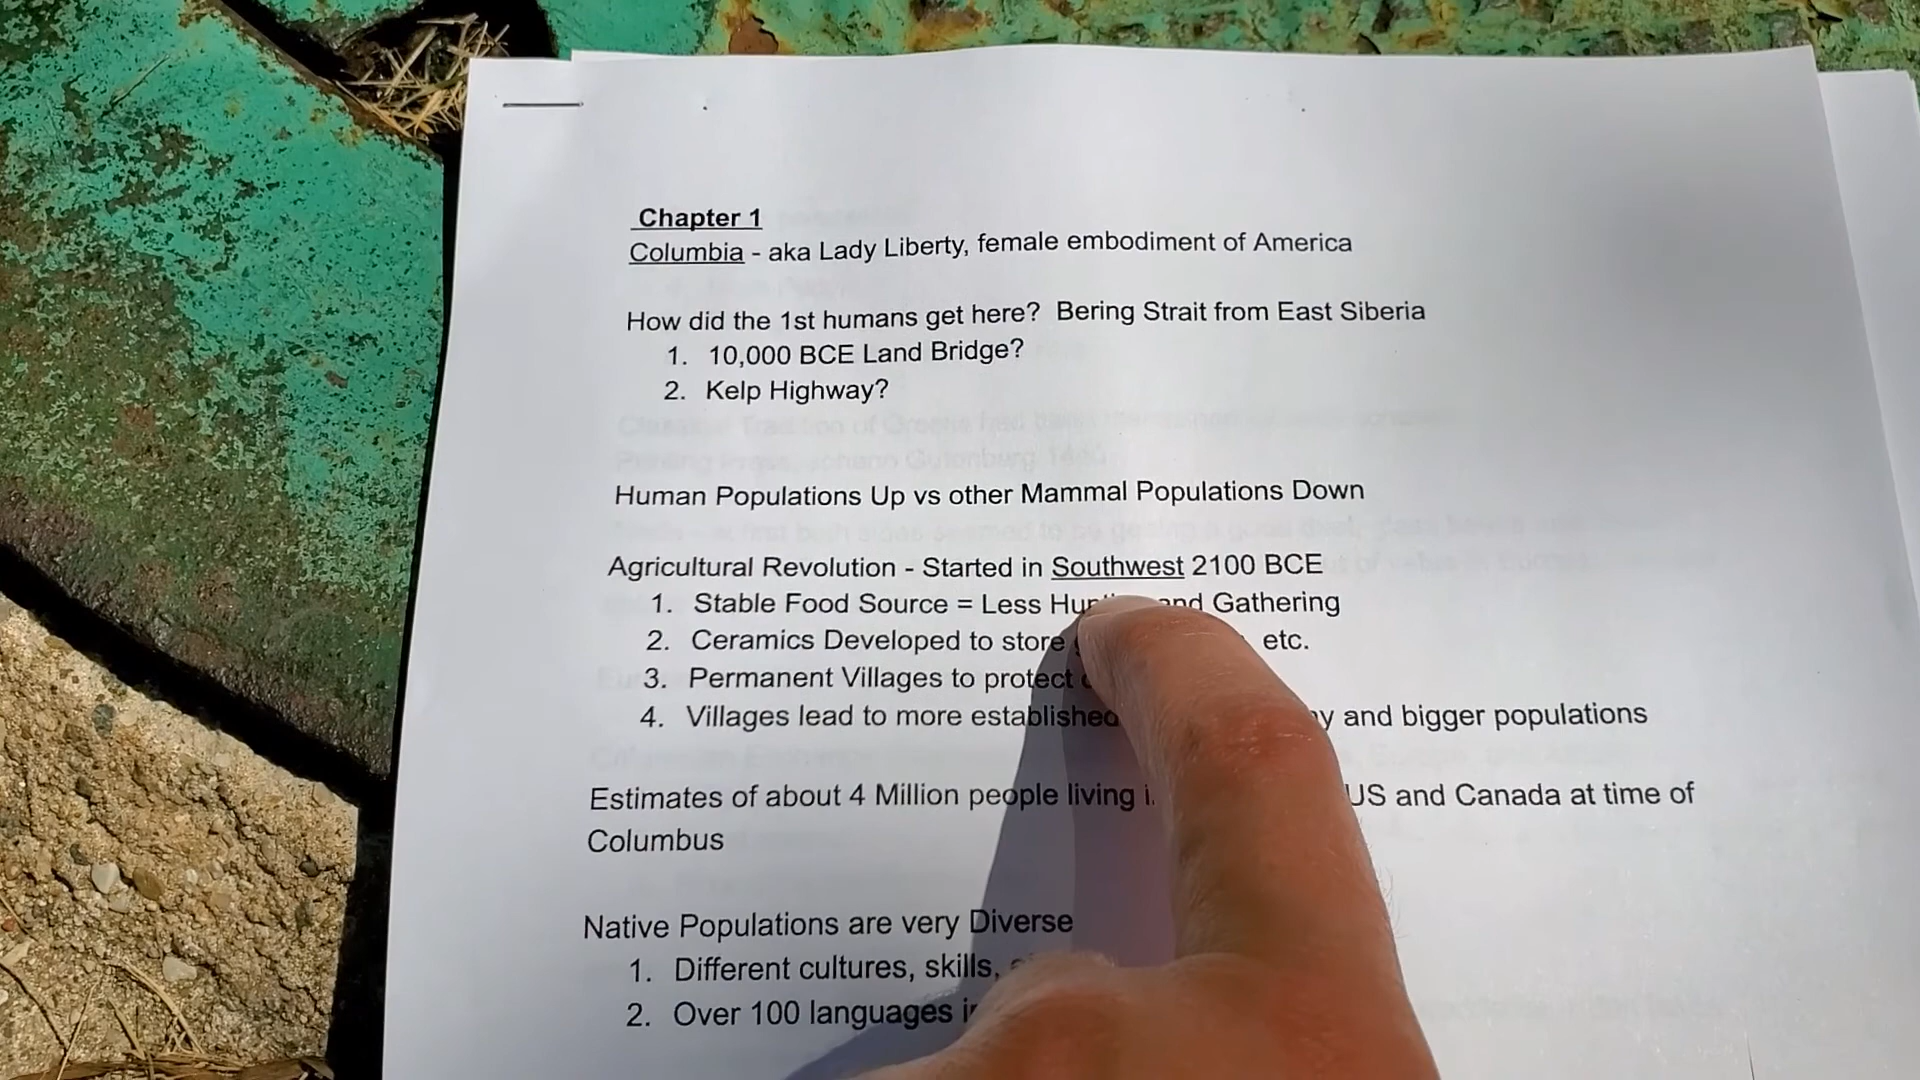 Chapter 1
Columbia - aka Lady Liberty, female embodiment of America
How did the 1st humans get here? Bering Strait from East Siberia
1. 10,000 BCE Land Bridge?
2. Kelp Highway?
Human Populations Up vs other Mammal Populations Down
Agricultural Revolution - Started in Southwest 2100 BCE
1. Stable Food Source = Less and Gathering
2. Ceramics Developed to store etc.
3. Permanent Villages to protect
4. Villages lead to more established and bigger populations
Estimates of about 4 Million people living US and Canada at time of
Columbus
Native Populations are very Diverse
1. Different cultures, skills,
2. Over 100 languages